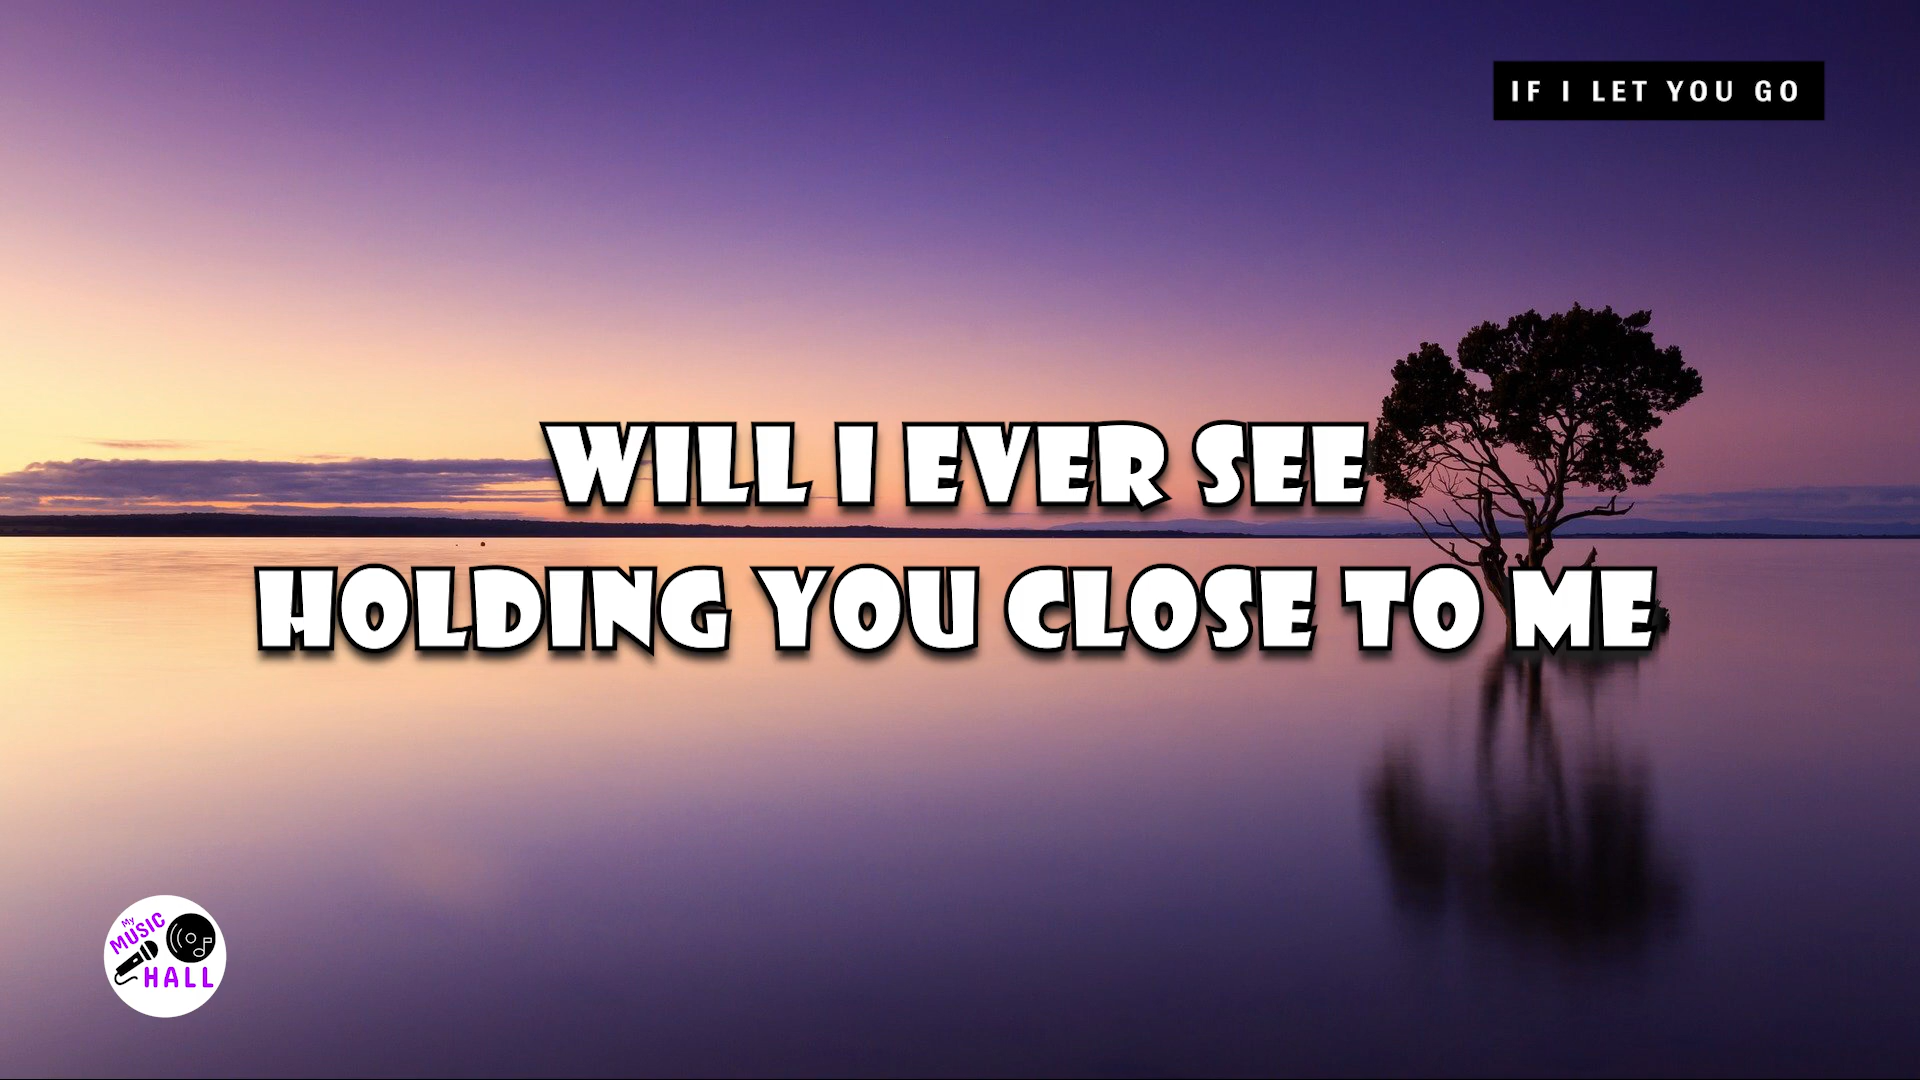 IF I LET YOU GO
WILL I EVER SEE
HOLDING YOU CLOSE TO ME
My
MUSIC
HALL